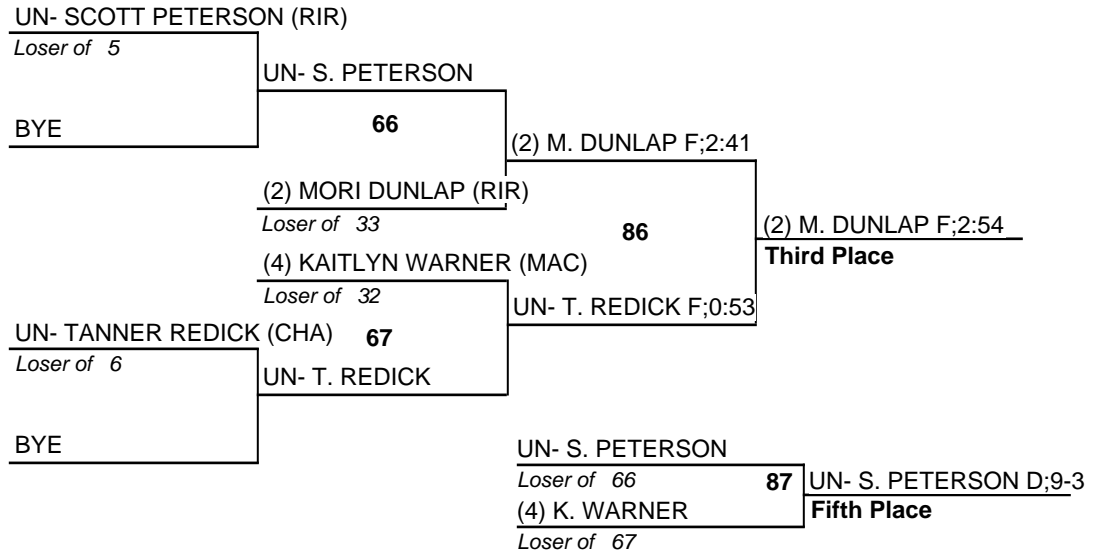 UN- SCOTT PETERSON (RIR)
Loser of 5
UN- S. PETERSON
BYE
66
(2) M. DUNLAP F;2:41
(2) MORI DUNLAP (RIR)
Loser of 33
86
(2) M. DUNLAP F;2:54
Third Place
(4) KAITLYN WARNER (MAC)
Loser of 32
UN- T. REDICK F;0:53
UN- TANNER REDICK (CHA)
67
Loser of 6
UN- T. REDICK
BYE
UN- S. PETERSON
Loser of 66
87
UN- S. PETERSON D;9-3
(4) K. WARNER
Fifth Place
Loser of 67